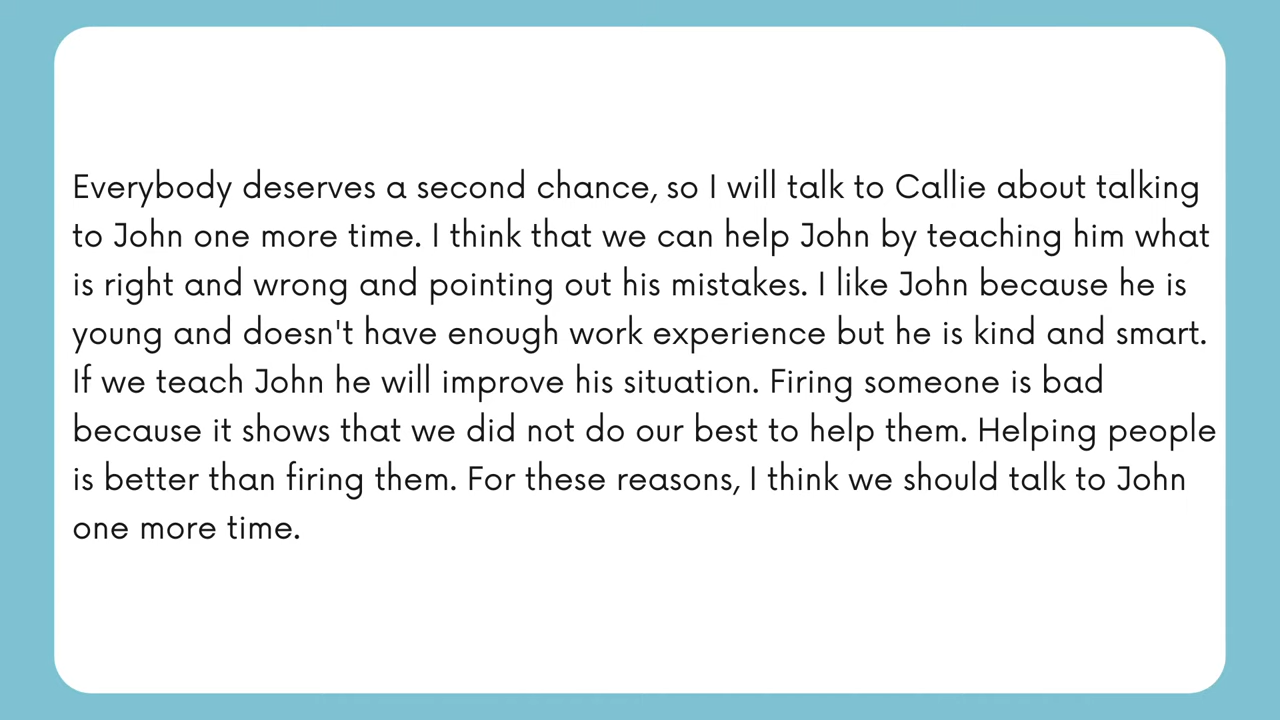 Everybody deserves a second chance, so I will talk to Callie about talking
to John one more time. I think that we can help John by teaching him what
is right and wrong and pointing out his mistakes. I like John because he is
young and doesn't have enough work experience but he is kind and smart.
If we teach John he will improve his situation. Firing someone is bad
because it shows that we did not do our best to help them. Helping people
is better than firing them. For these reasons, I think we should talk to John
one more time.